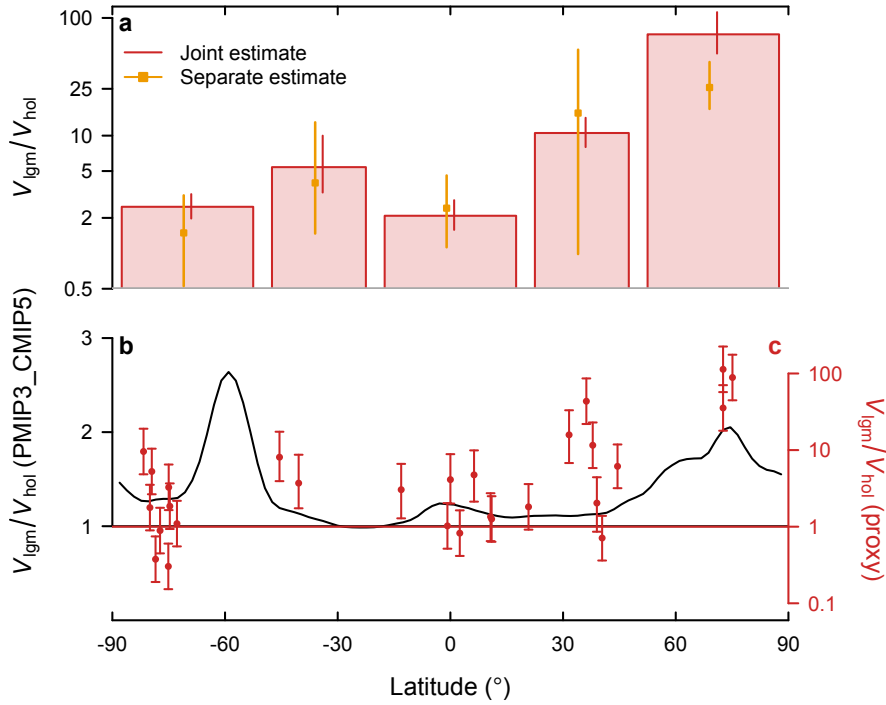 a
Joint estimate
Separate estimate
100
25
10
5
2
0.5
Vlgm/Vhol
b
c
3
2
1
Vlgm/Vhol (PMIP3_CMIP5)
100
10
1
0.1
Vlgm/Vhol (proxy)
-90 -60 -30 0 30 60 90
Latitude (°)